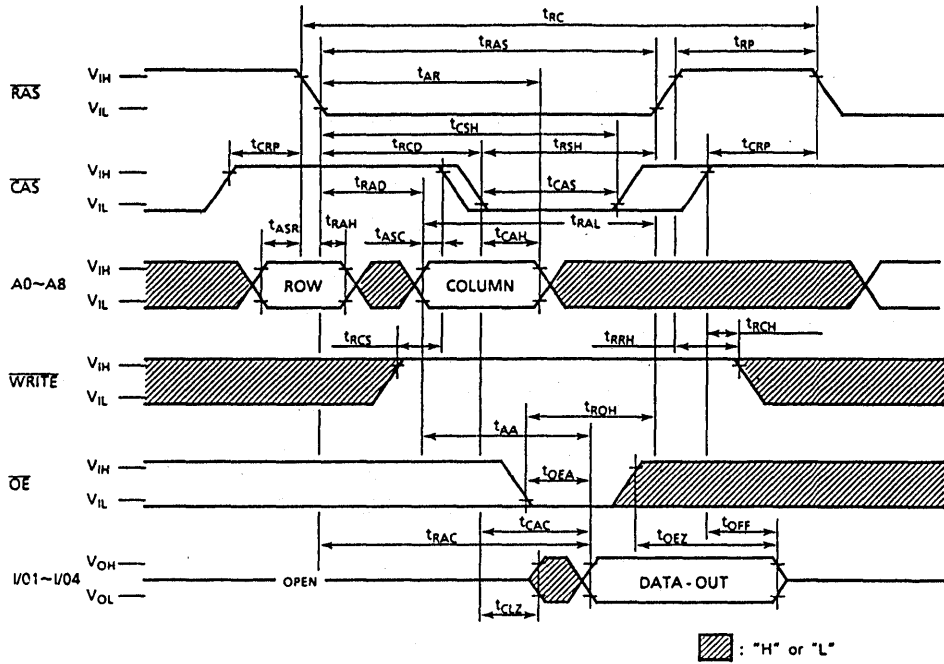 tRC
tRAS
tRP
tAR
RAS
VIH
VIL
tCSH
tCRP
tRCD
tRSH
tCRP
CAS
VIH
VIL
tRAD
tCAS
tASR
tRAH
tASC
tCAH
tRAL
A0~A8
VIH
VIL
ROW
COLUMN
tRCS
tRRH
tRCH
WRITE
VIH
VIL
tROH
tAA
OE
VIH
VIL
tOEA
tCAC
tOFF
tRAC
tOEZ
I/O1~I/O4
VOH
VOL
OPEN
DATA-OUT
tCLZ
: "H" or "L"